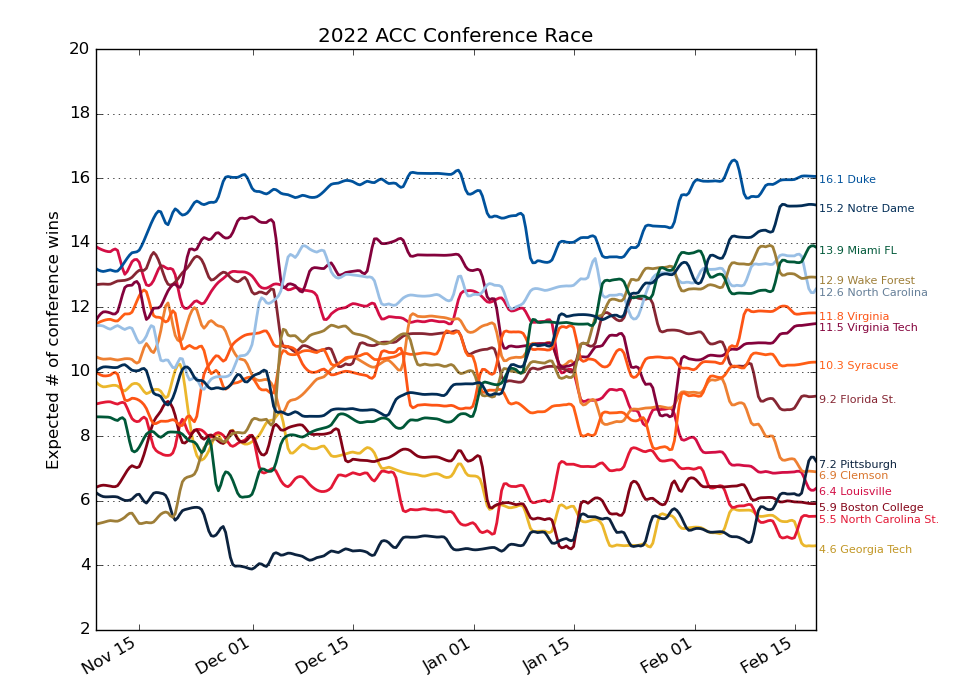 2022 ACC Conference Race
Expected # of conference wins
20
18
16
14
12
10
8
6
4
2
Nov 15
Dec 01
Dec 15
Jan 01
Jan 15
Feb 01
Feb 15
16.1 Duke
15.2 Notre Dame
13.9 Miami FL
12.9 Wake Forest
12.6 North Carolina
11.8 Virginia
11.5 Virginia Tech
10.3 Syracuse
9.2 Florida St.
7.2 Pittsburgh
6.9 Clemson
6.4 Louisville
5.9 Boston College
5.5 North Carolina St.
4.6 Georgia Tech